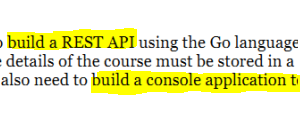 o build a REST API using the Go language
e details of the course must be stored in a
also need to build a console application t